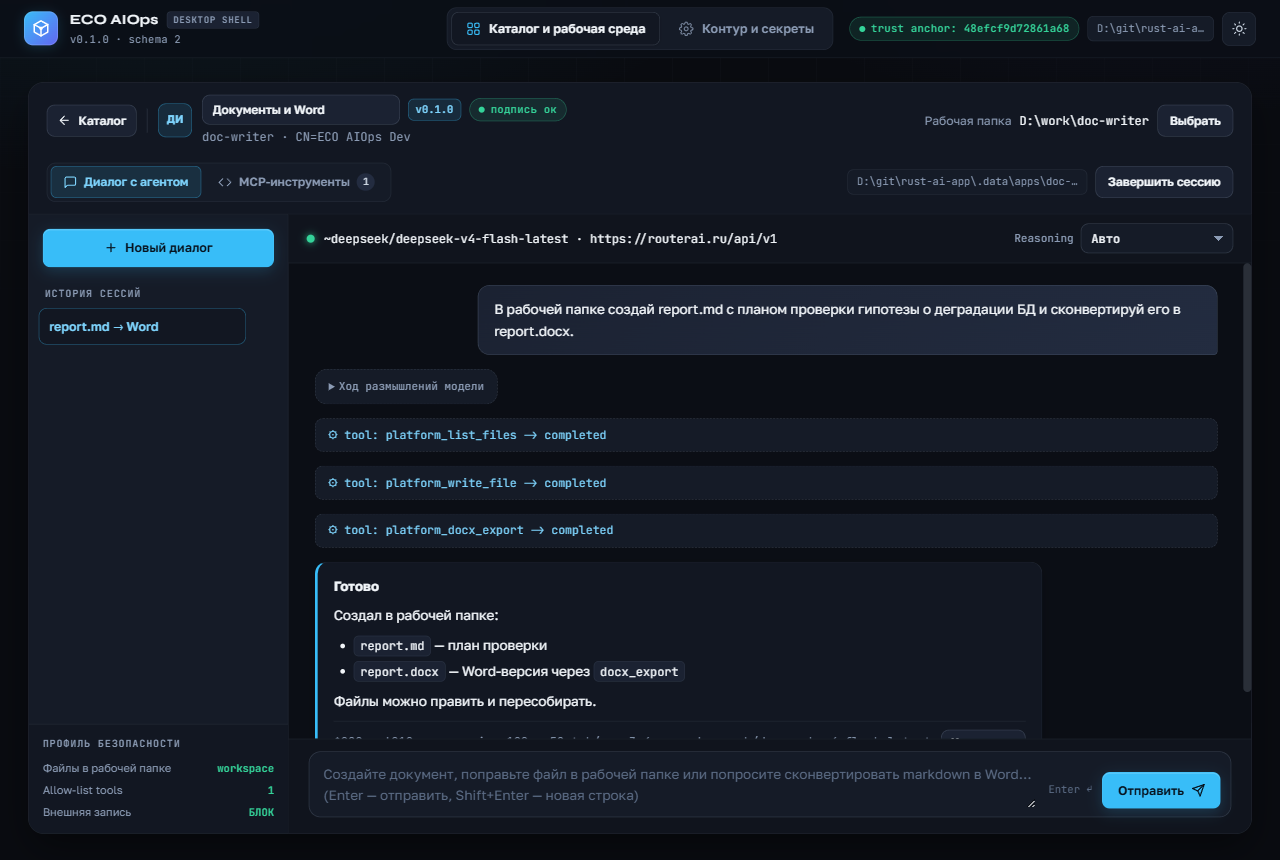 ECO AIOps DESKTOP SHELL
v0.1.0 · schema 2
Каталог и рабочая среда
Контур и секреты
trust anchor: 48efcf9d72861a68
D:\git\rust-ai-a…
Каталог
ДИ
Документы и Word
v0.1.0
подпись ок
doc-writer · CN=ECO AIOps Dev
Рабочая папка D:\work\doc-writer
Выбрать
Диалог с агентом
MCP-инструменты 1
D:\git\rust-ai-app\.data\apps\doc-…
Завершить сессию
+ Новый диалог
ИСТОРИЯ СЕССИЙ
report.md → Word
~deepseek/deepseek-v4-flash-latest · https://routerai.ru/api/v1
Reasoning
Авто
В рабочей папке создай report.md с планом проверки гипотезы о деградации БД и сконвертируй его в
report.docx.
Ход размышлений модели
tool: platform_list_files → completed
tool: platform_write_file → completed
tool: platform_docx_export → completed
Готово
Создал в рабочей папке:
• report.md — план проверки
• report.docx — Word-версия через docx_export
Файлы можно править и пересобирать.
ПРОФИЛЬ БЕЗОПАСНОСТИ
Файлы в рабочей папке workspace
Allow-list tools 1
Внешняя запись БЛОК
Создайте документ, поправьте файл в рабочей папке или попросите сконвертировать markdown в Word…
(Enter — отправить, Shift+Enter — новая строка)
Enter ↵
Отправить